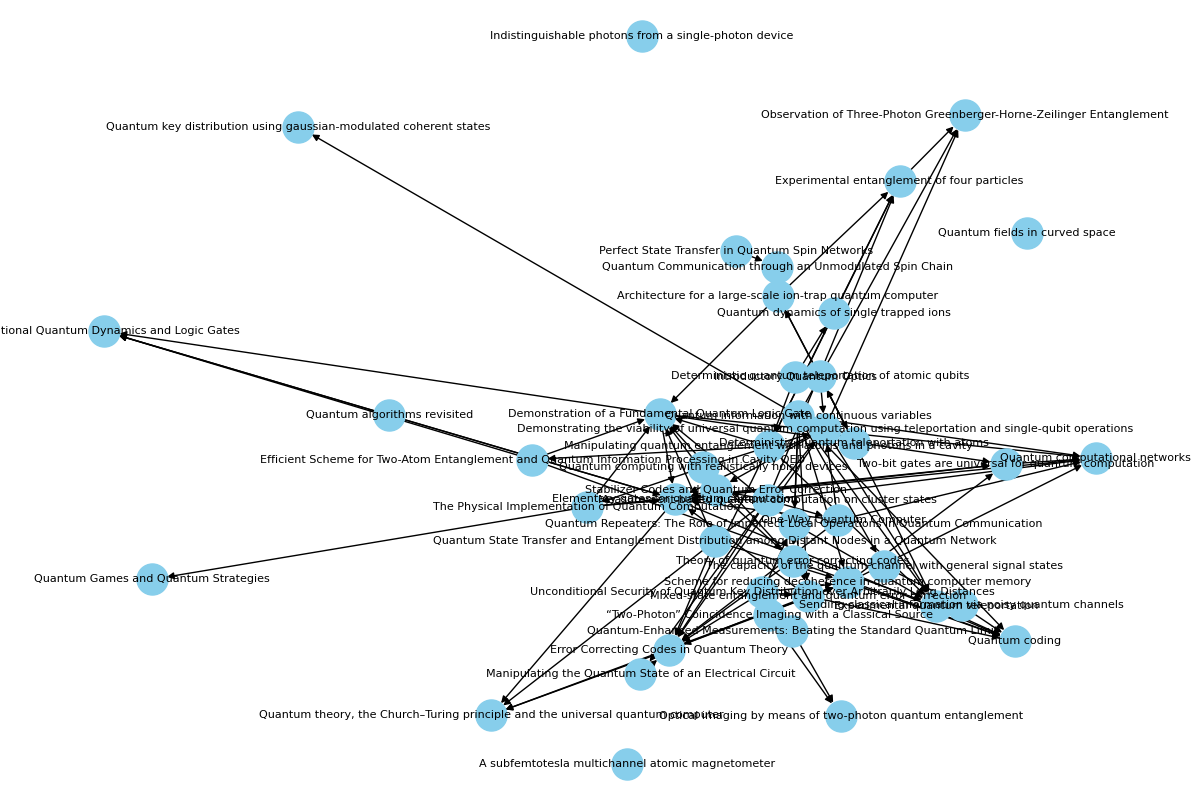 Indistinguishable photons from a single-photon device
Observation of Three-Photon Greenberger-Horne-Zeilinger Entanglement
Quantum key distribution using gaussian-modulated coherent states
Experimental entanglement of four particles
Quantum fields in curved space
Perfect State Transfer in Quantum Spin Networks
Quantum Communication through an Unmodulated Spin Chain
Architecture for a large-scale ion-trap quantum computer
Quantum dynamics of single trapped ions
tional Quantum Dynamics and Logic Gates
Deterministic quantum teleportation of atomic qubits
Introductory Quantum Optics
Quantum algorithms revisited
Demonstration of a Fundamental Quantum Logic Gate
Quantum information with continuous variables
Demonstrating the viability of universal quantum computation using teleportation and single-qubit operations
Deterministic quantum teleportation with atoms
Manipulating quantum entanglement with atoms and photons in a cavity
Quantum computational networks
Efficient Scheme for Two-Atom Entanglement and Quantum Information Processing in Cavity QED
Two-bit gates are universal for quantum computation
Quantum computing with realistically noisy devices
Stabilizer Codes and Quantum Error Correction
Elementary gates for quantum computation
quantum computation on cluster states
The Physical Implementation of Quantum Computation
One-Way Quantum Computer
Quantum Repeaters: The Role of Imperfect Local Operations in Quantum Communication
Quantum State Transfer and Entanglement Distribution among Distant Nodes in a Quantum Network
Theory of quantum error-correcting codes
The capacity of the quantum channel with general signal states
Quantum Games and Quantum Strategies
Scheme for reducing decoherence in quantum computer memory
Unconditional Security of Quantum Key Distribution over Arbitrarily Long Distances
Mixed-state entanglement and quantum error correction
Sending classical information via noisy quantum channels
Experimental quantum teleportation
“Two-Photon” Coincidence Imaging with a Classical Source
Quantum-Enhanced Measurements: Beating the Standard Quantum Limit
Quantum coding
Error Correcting Codes in Quantum Theory
Manipulating the Quantum State of an Electrical Circuit
Quantum theory, the Church–Turing principle and the universal quantum computer
Optical imaging by means of two-photon quantum entanglement
A subfemtotesla multichannel atomic magnetometer